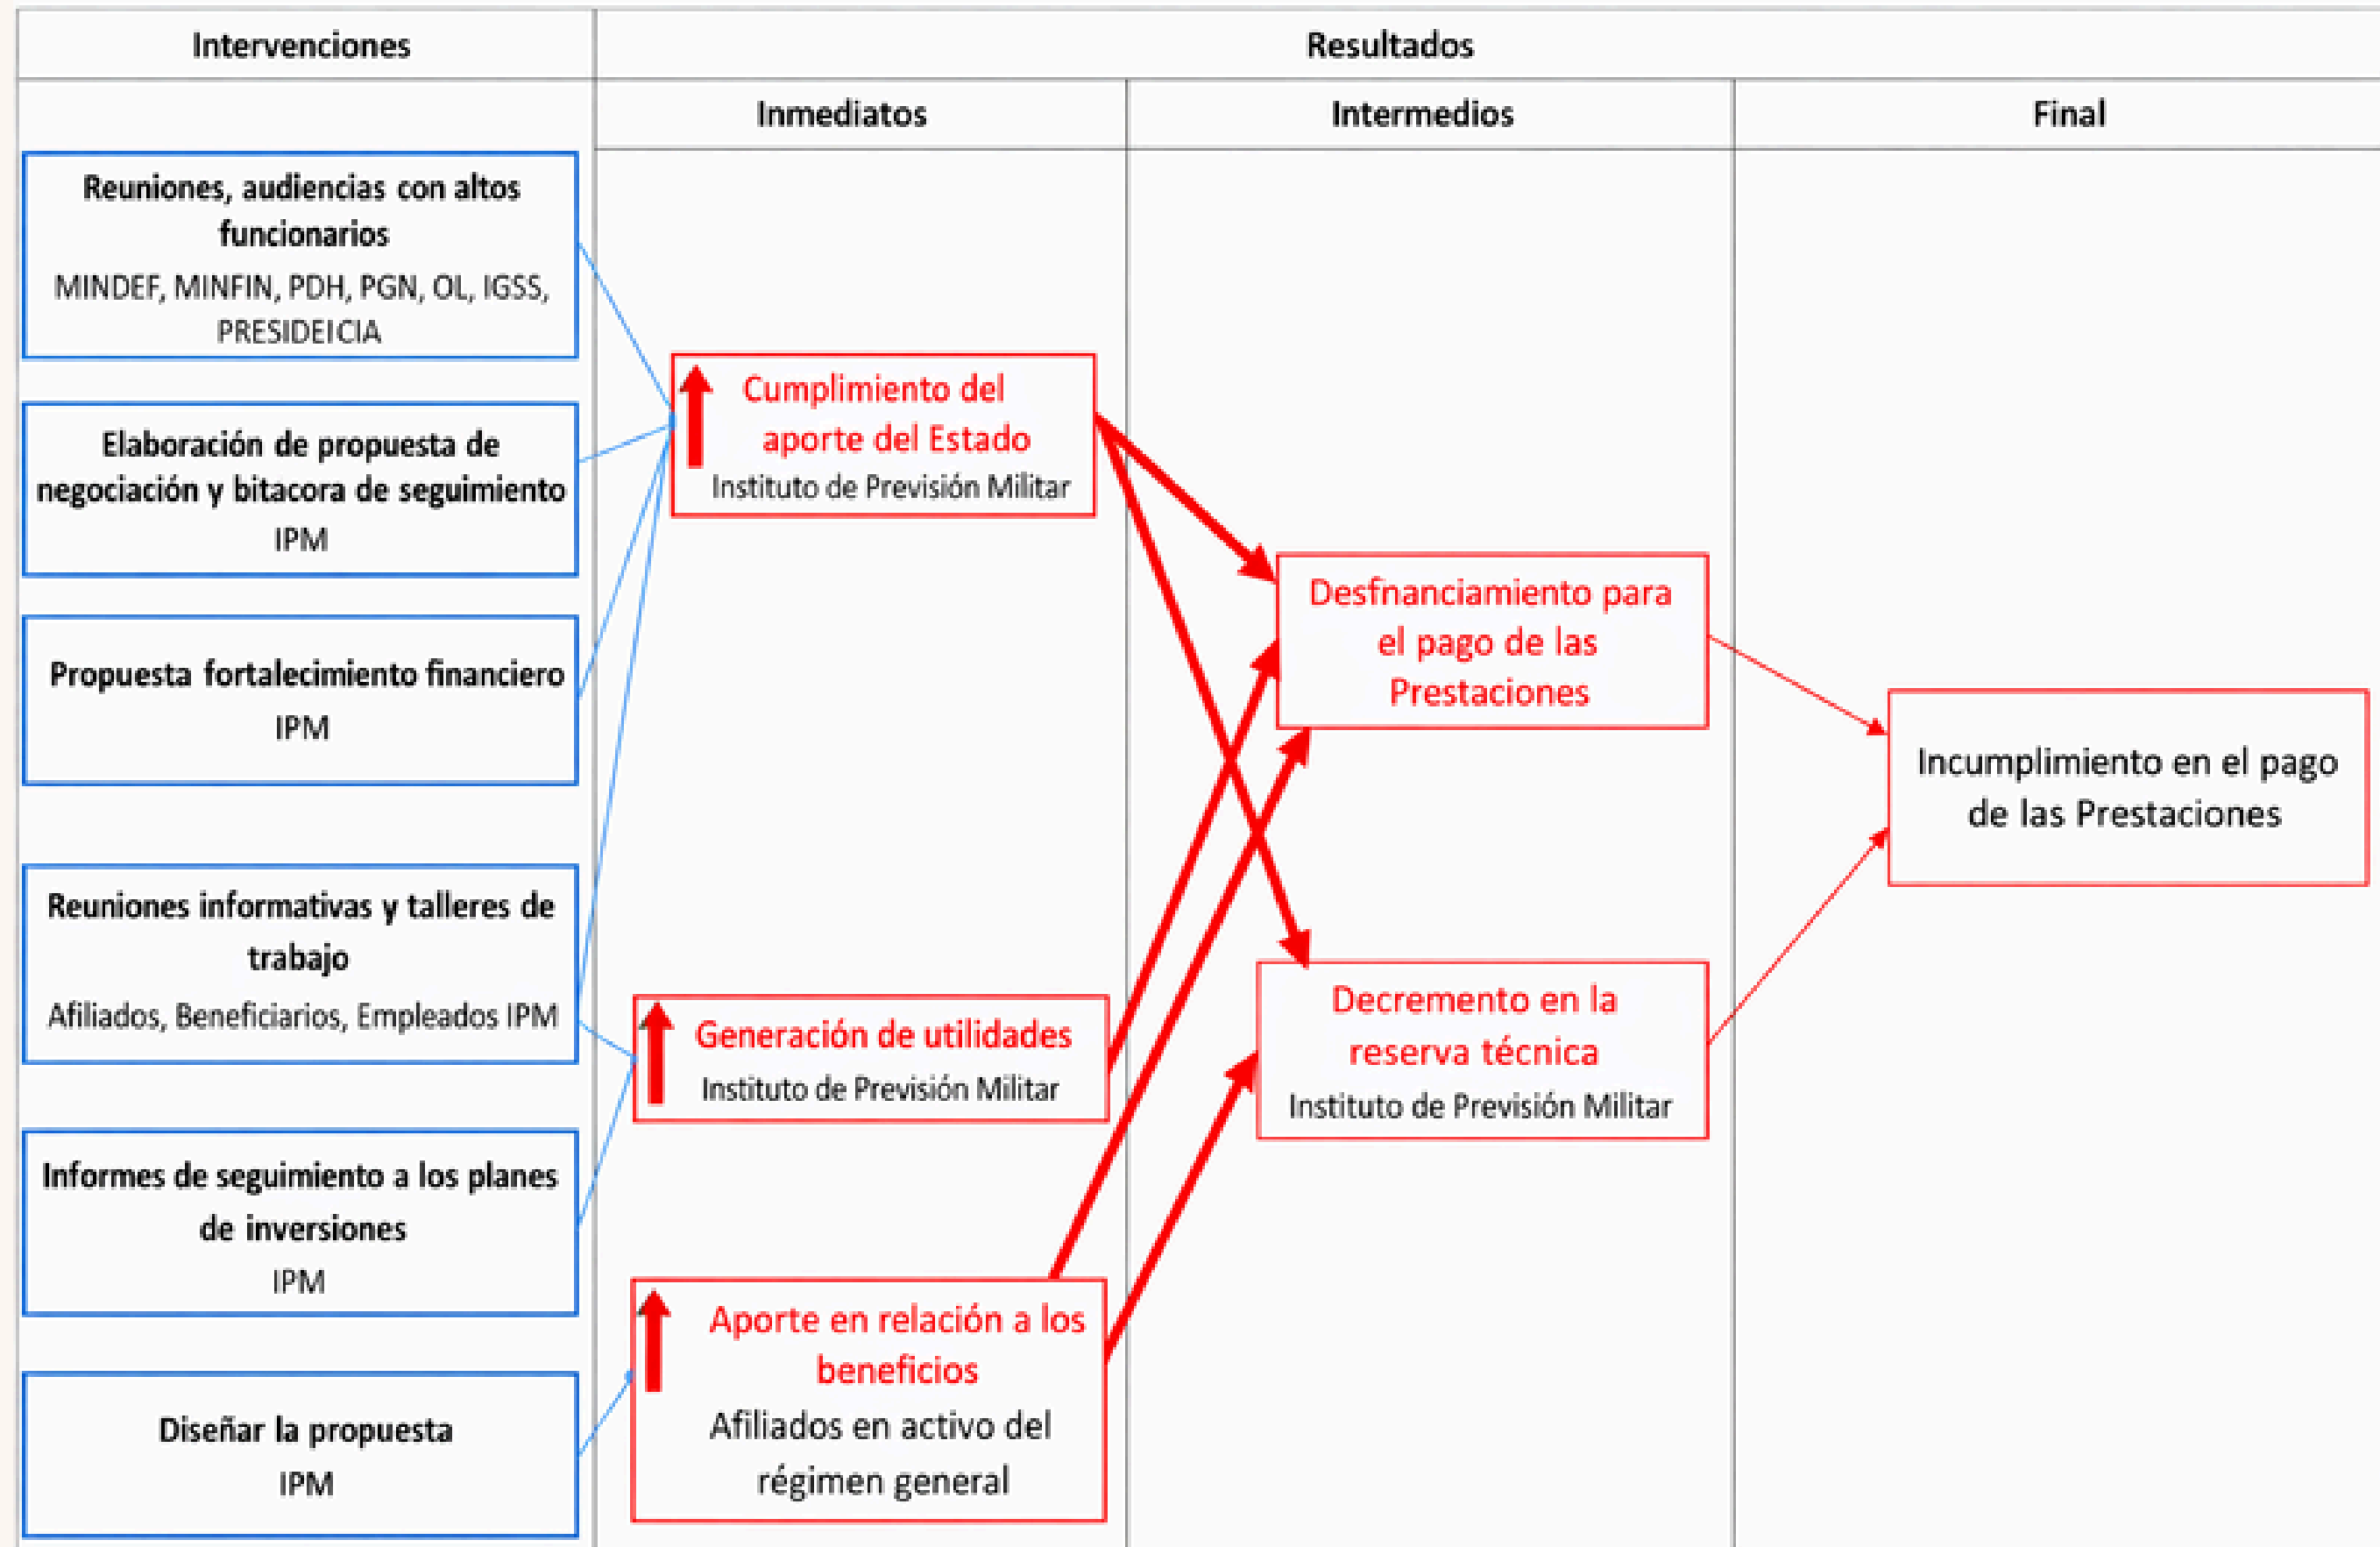 Intervenciones
Resultados
Inmediatos
Intermedios
Final
Reuniones, audiencias con altos
funcionarios
MINDEF, MINFIN, PDH, PGN, OL, IGSS,
PRESIDEICIA
Elaboración de propuesta de
negociación y bitacora de seguimiento
IPM
Propuesta fortalecimiento financiero
IPM
Reuniones informativas y talleres de
trabajo
Afiliados, Beneficiarios, Empleados IPM
Informes de seguimiento a los planes
de inversiones
IPM
Diseñar la propuesta
IPM
Cumplimiento del
aporte del Estado
Instituto de Previsión Militar
Generación de utilidades
Instituto de Previsión Militar
Aporte en relación a los
beneficios
Afiliados en activo del
régimen general
Desfnanciamiento para
el pago de las
Prestaciones
Decremento en la
reserva técnica
Instituto de Previsión Militar
Incumplimiento en el pago
de las Prestaciones